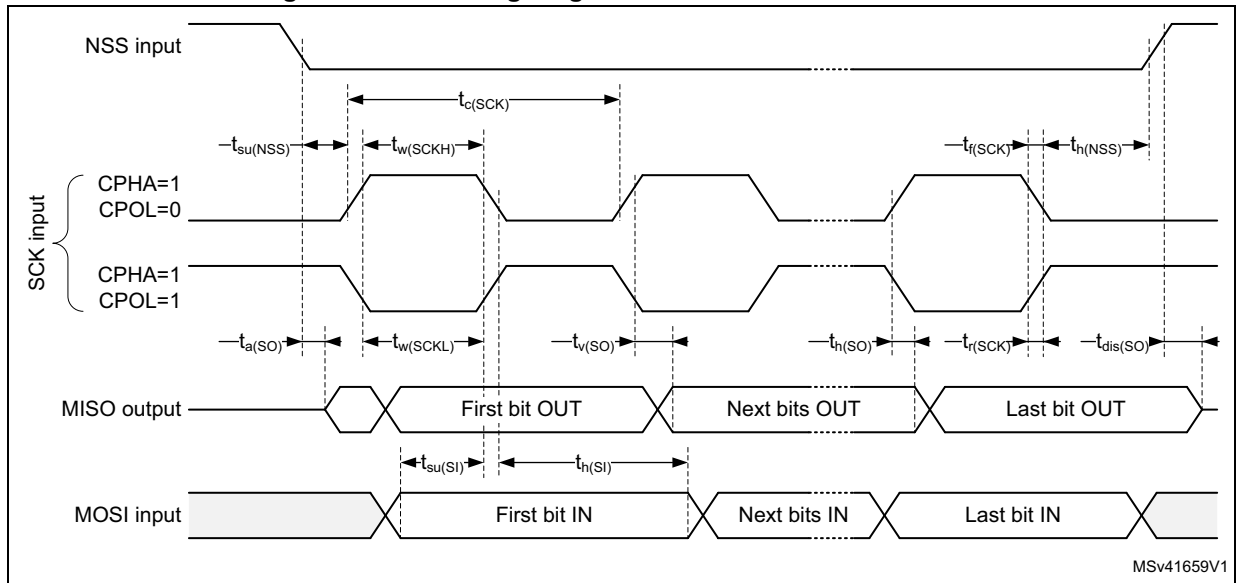 NSS input
tc(SCK)
tsu(NSS) tw(SCKH) tf(SCK) th(NSS)
SCK input
CPHA=1
CPOL=0
CPHA=1
CPOL=1
ta(SO) tw(SCKL) tv(SO) th(SO) tr(SCK) tdis(SO)
MISO output First bit OUT Next bits OUT Last bit OUT
tsu(SI) th(SI)
MOSI input First bit IN Next bits IN Last bit IN
MSv41659V1